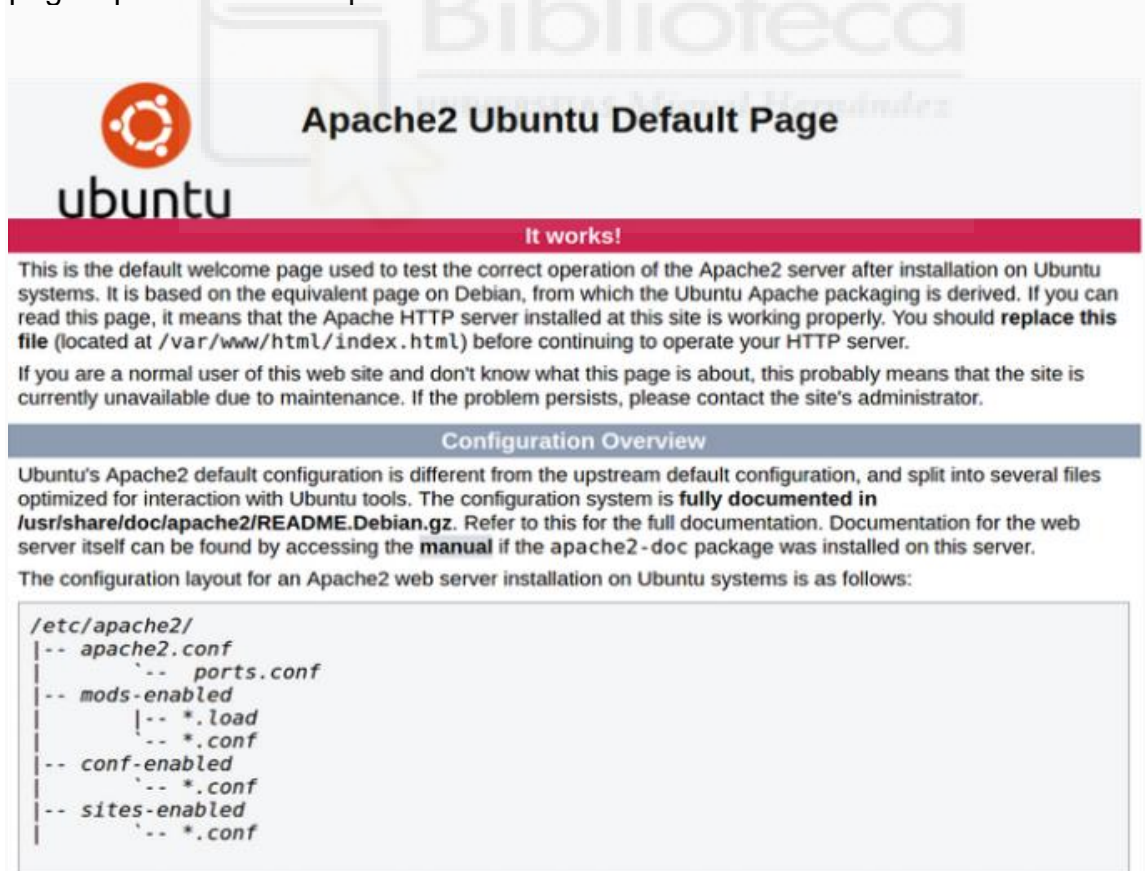 Biblioteca
UNIVERSITAS Miguel Hernández
Apache2 Ubuntu Default Page
ubuntu
It works!
This is the default welcome page used to test the correct operation of the Apache2 server after installation on Ubuntu
systems. It is based on the equivalent page on Debian, from which the Ubuntu Apache packaging is derived. If you can
read this page, it means that the Apache HTTP server installed at this site is working properly. You should replace this
file (located at /var/www/html/index.html) before continuing to operate your HTTP server.
If you are a normal user of this web site and don't know what this page is about, this probably means that the site is
currently unavailable due to maintenance. If the problem persists, please contact the site's administrator.
Configuration Overview
Ubuntu's Apache2 default configuration is different from the upstream default configuration, and split into several files
optimized for interaction with Ubuntu tools. The configuration system is fully documented in
/usr/share/doc/apache2/README.Debian.gz. Refer to this for the full documentation. Documentation for the web
server itself can be found by accessing the manual if the apache2-doc package was installed on this server.
The configuration layout for an Apache2 web server installation on Ubuntu systems is as follows:
/etc/apache2/
|-- apache2.conf
|       `--  ports.conf
|-- mods-enabled
|       |-- *.load
|       `-- *.conf
|-- conf-enabled
|       `-- *.conf
|-- sites-enabled
|       `-- *.conf